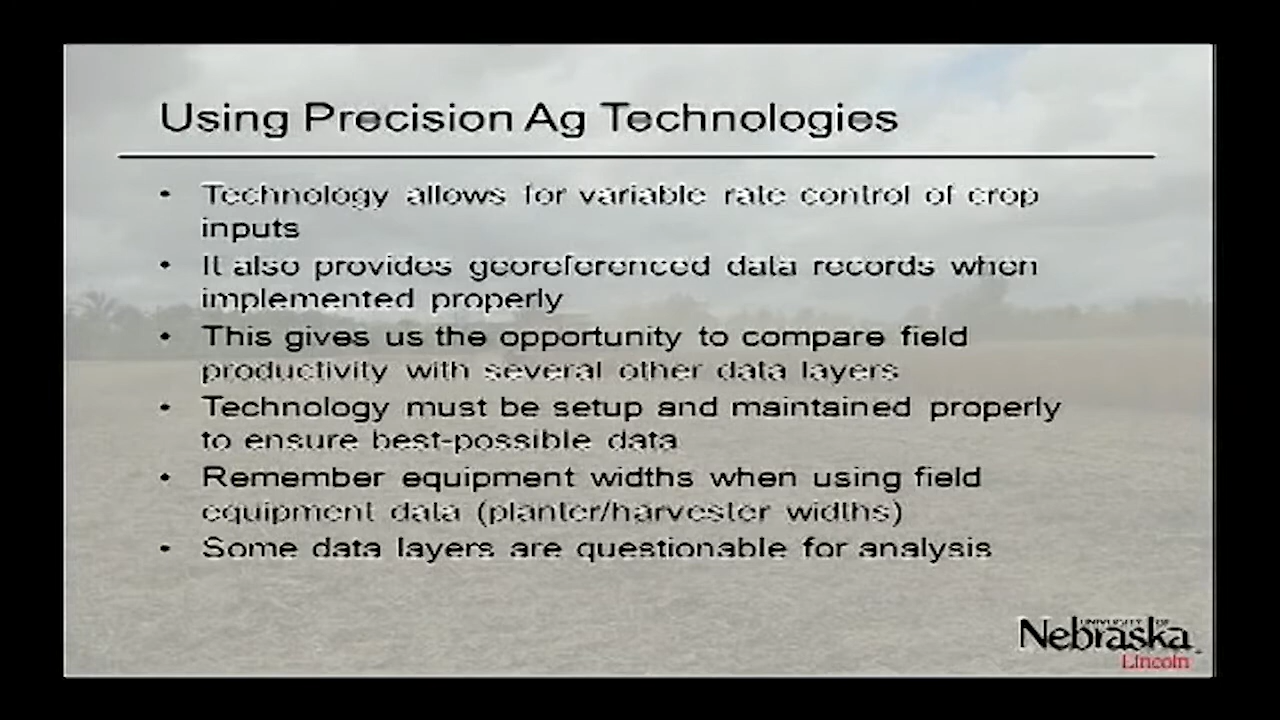 Using Precision Ag Technologies
• Technology allows for variable rate control of crop
inputs
• It also provides georeferenced data records when
implemented properly
• This gives us the opportunity to compare field
productivity with several other data layers
• Technology must be setup and maintained properly
to ensure best-possible data
• Remember equipment widths when using field
equipment data (planter/harvester widths)
• Some data layers are questionable for analysis
UNIVERSITY OF
Nebraska
Lincoln